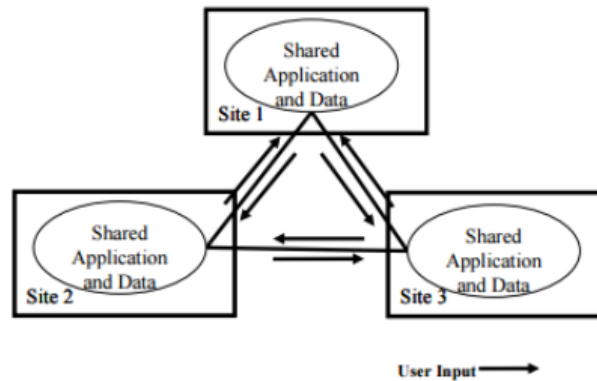 Shared
Application
and Data
Site 1
Shared
Application
and Data
Site 2
Shared
Application
and Data
Site 3
User Input